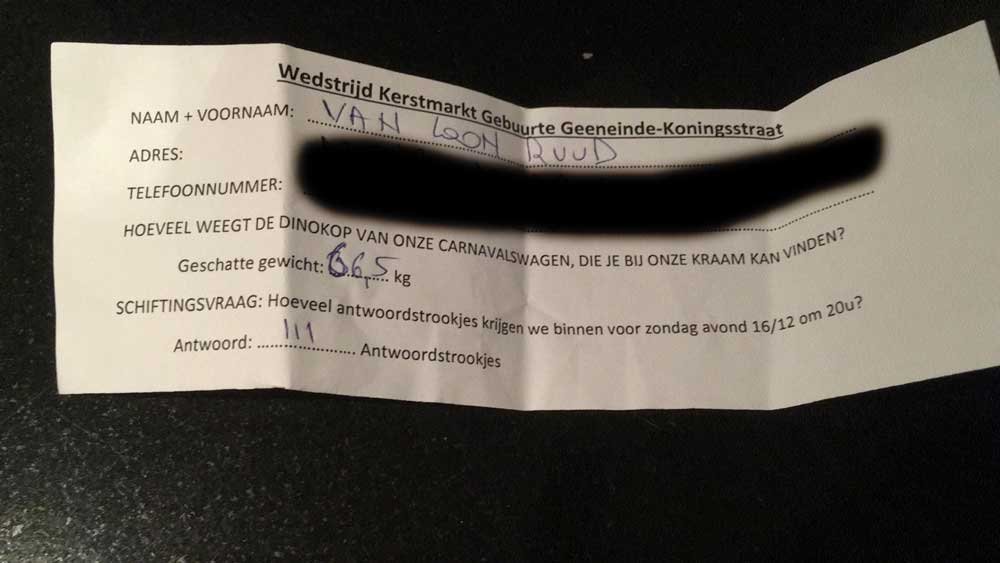 Wedstrijd Kerstmarkt Gebuurte Geeneinde-Koningsstraat
NAAM + VOORNAAM: VAN LOON RUUD
ADRES:
TELEFOONNUMMER:
HOEVEEL WEEGT DE DINOKOP VAN ONZE CARNAVALSWAGEN, DIE JE BIJ ONZE KRAAM KAN VINDEN?
Geschatte gewicht: 66,5 kg
SCHIFTINGSVRAAG: Hoeveel antwoordstrookjes krijgen we binnen voor zondag avond 16/12 om 20u?
Antwoord: 111 Antwoordstrookjes